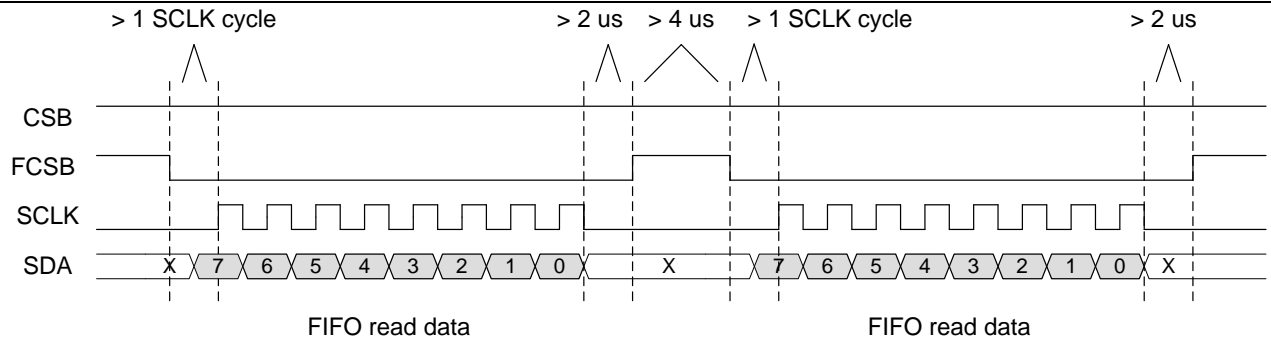 > 1 SCLK cycle > 2 us > 4 us > 1 SCLK cycle > 2 us
CSB
FCSB
SCLK
SDA X 7 6 5 4 3 2 1 0 X 7 6 5 4 3 2 1 0 X
FIFO read data FIFO read data